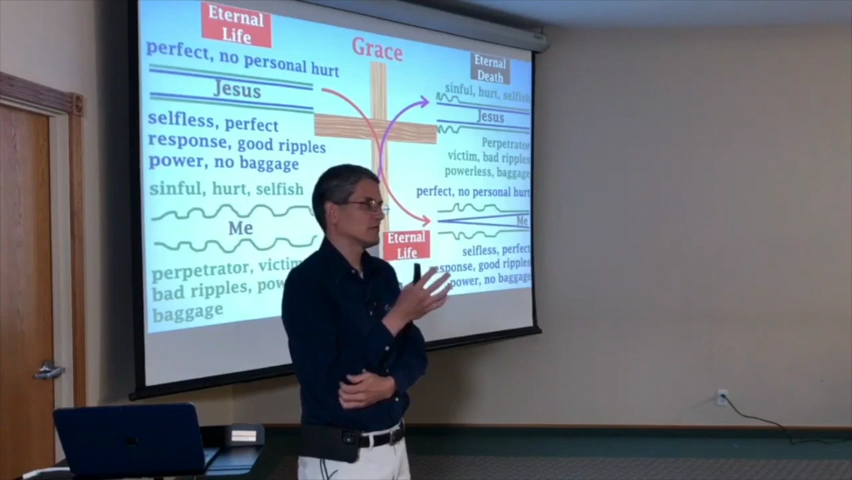 Eternal
Life
perfect, no personal hurt
Jesus
selfless, perfect
response, good ripples
power, no baggage
sinful, hurt, selfish
Me
perpetrator, victim
bad ripples,
baggage
Grace
Eternal
Death
sinful, hurt, selfish
Jesus
Perpetrator
victim, bad ripples
powerless, baggage
perfect, no personal hurt
Me
Eternal
Life
selfless, perfect
response, good ripples
power, no baggage